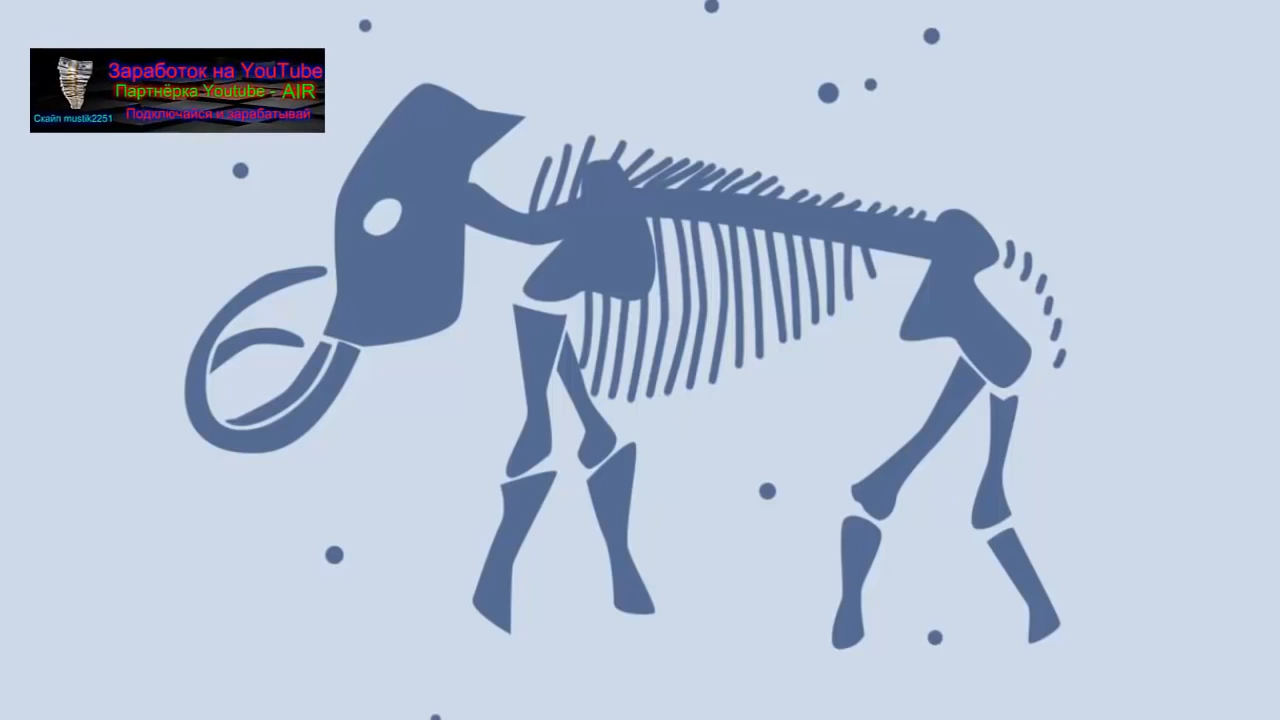 Заработок на YouTube
Партнёрка Youtube - AIR
Подключайся и зарабатывай
Скайп mustik2251